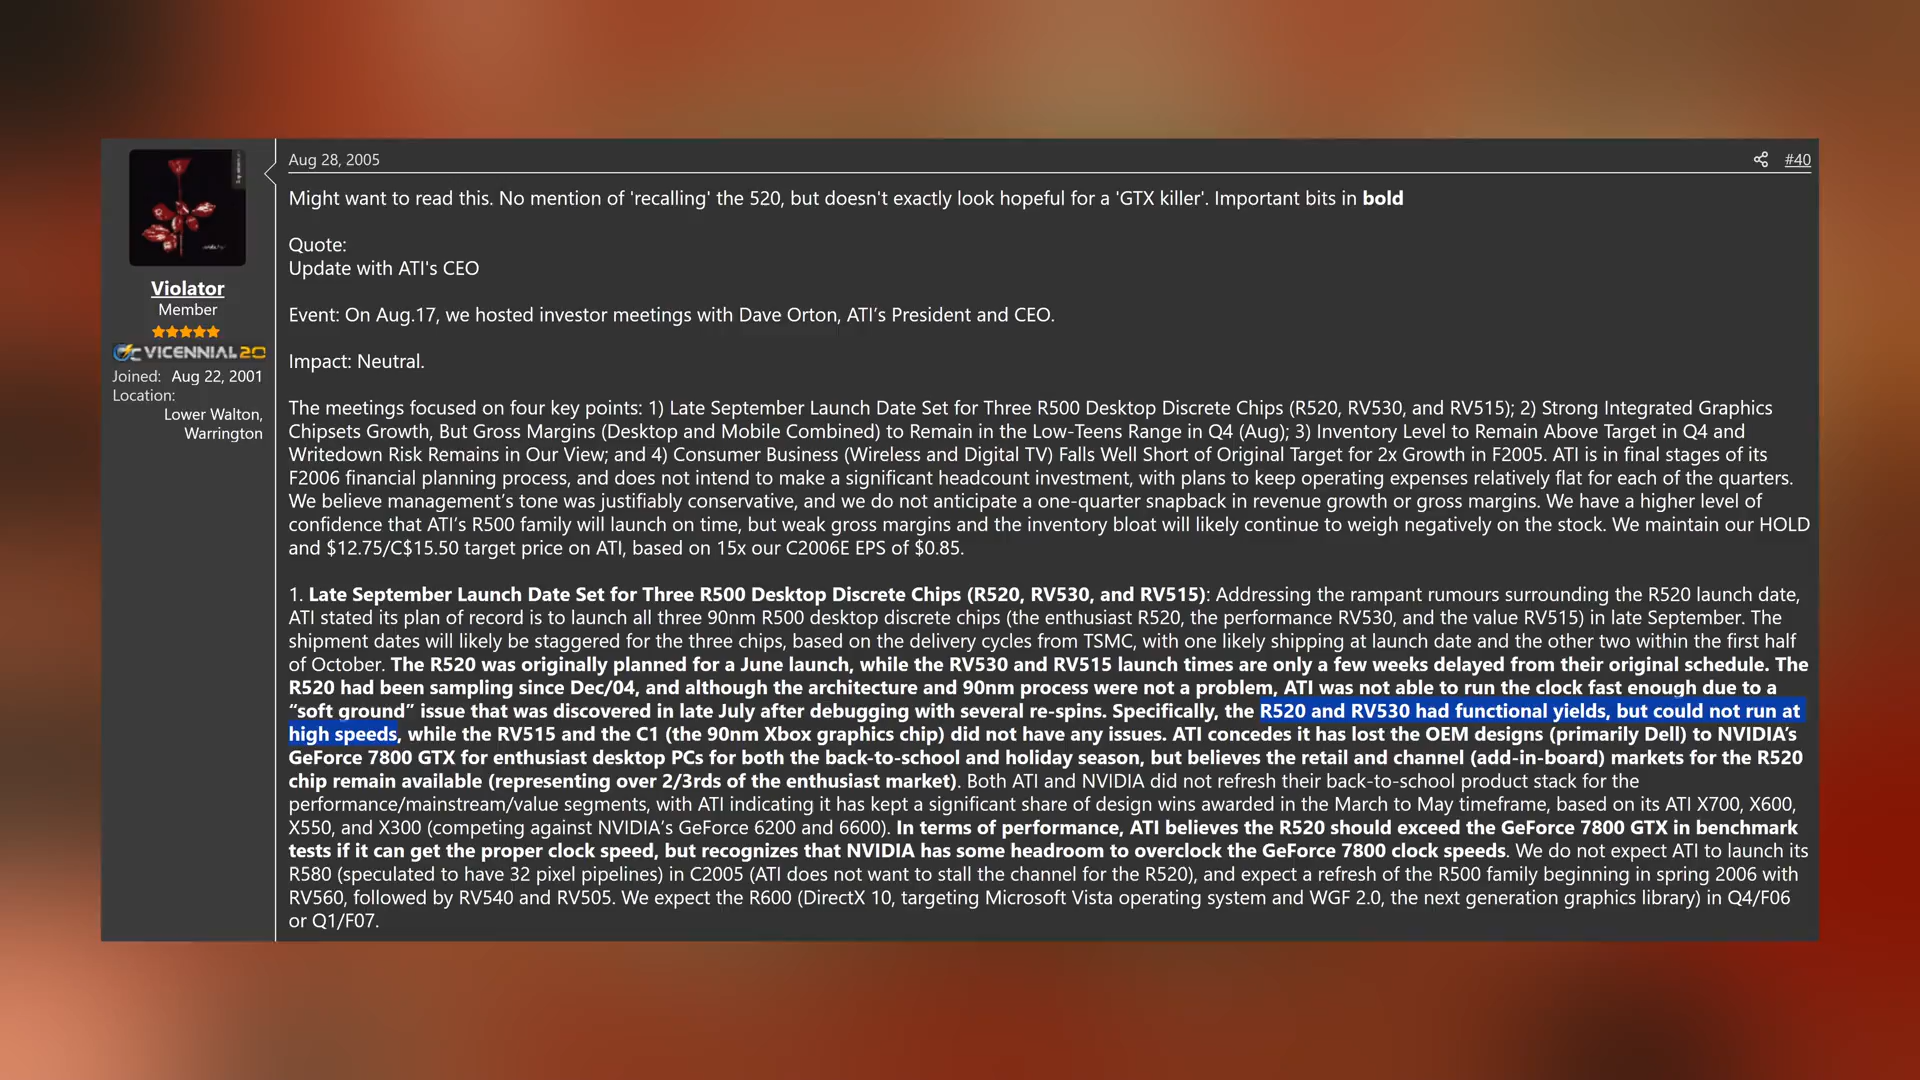 Aug 28, 2005
#40
Might want to read this. No mention of 'recalling' the 520, but doesn't exactly look hopeful for a 'GTX killer'. Important bits in bold
Quote:
Update with ATI's CEO
Event: On Aug.17, we hosted investor meetings with Dave Orton, ATI’s President and CEO.
Impact: Neutral.
The meetings focused on four key points: 1) Late September Launch Date Set for Three R500 Desktop Discrete Chips (R520, RV530, and RV515); 2) Strong Integrated Graphics
Chipsets Growth, But Gross Margins (Desktop and Mobile Combined) to Remain in the Low-Teens Range in Q4 (Aug); 3) Inventory Level to Remain Above Target in Q4 and
Writedown Risk Remains in Our View; and 4) Consumer Business (Wireless and Digital TV) Falls Well Short of Original Target for 2x Growth in F2005. ATI is in final stages of its
F2006 financial planning process, and does not intend to make a significant headcount investment, with plans to keep operating expenses relatively flat for each of the quarters.
We believe management’s tone was justifiably conservative, and we do not anticipate a one-quarter snapback in revenue growth or gross margins. We have a higher level of
confidence that ATI’s R500 family will launch on time, but weak gross margins and the inventory bloat will likely continue to weigh negatively on the stock. We maintain our HOLD
and $12.75/C$15.50 target price on ATI, based on 15x our C2006E EPS of $0.85.
1. Late September Launch Date Set for Three R500 Desktop Discrete Chips (R520, RV530, and RV515): Addressing the rampant rumours surrounding the R520 launch date,
ATI stated its plan of record is to launch all three 90nm R500 desktop discrete chips (the enthusiast R520, the performance RV530, and the value RV515) in late September. The
shipment dates will likely be staggered for the three chips, based on the delivery cycles from TSMC, with one likely shipping at launch date and the other two within the first half
of October. The R520 was originally planned for a June launch, while the RV530 and RV515 launch times are only a few weeks delayed from their original schedule. The
R520 had been sampling since Dec/04, and although the architecture and 90nm process were not a problem, ATI was not able to run the clock fast enough due to a
“soft ground” issue that was discovered in late July after debugging with several re-spins. Specifically, the R520 and RV530 had functional yields, but could not run at
high speeds, while the RV515 and the C1 (the 90nm Xbox graphics chip) did not have any issues. ATI concedes it has lost the OEM designs (primarily Dell) to NVIDIA’s
GeForce 7800 GTX for enthusiast desktop PCs for both the back-to-school and holiday season, but believes the retail and channel (add-in-board) markets for the R520
chip remain available (representing over 2/3rds of the enthusiast market). Both ATI and NVIDIA did not refresh their back-to-school product stack for the
performance/mainstream/value segments, with ATI indicating it has kept a significant share of design wins awarded in the March to May timeframe, based on its ATI X700, X600,
X550, and X300 (competing against NVIDIA’s GeForce 6200 and 6600). In terms of performance, ATI believes the R520 should exceed the GeForce 7800 GTX in benchmark
tests if it can get the proper clock speed, but recognizes that NVIDIA has some headroom to overclock the GeForce 7800 clock speeds. We do not expect ATI to launch its
R580 (speculated to have 32 pixel pipelines) in C2005 (ATI does not want to stall the channel for the R520), and expect a refresh of the R500 family beginning in spring 2006 with
RV560, followed by RV540 and RV505. We expect the R600 (DirectX 10, targeting Microsoft Vista operating system and WGF 2.0, the next generation graphics library) in Q4/F06
or Q1/F07.
Violator
Member
VICENNIAL 20
Joined: Aug 22, 2001
Location:
Lower Walton,
Warrington